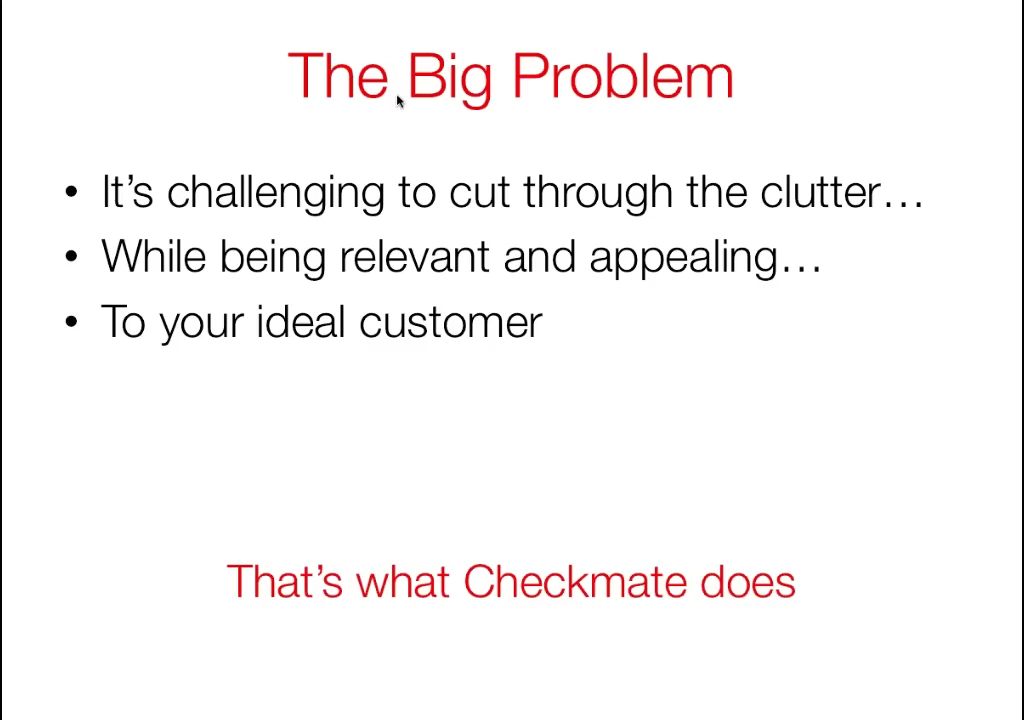 The Big Problem
• It’s challenging to cut through the clutter…
• While being relevant and appealing…
• To your ideal customer
That’s what Checkmate does